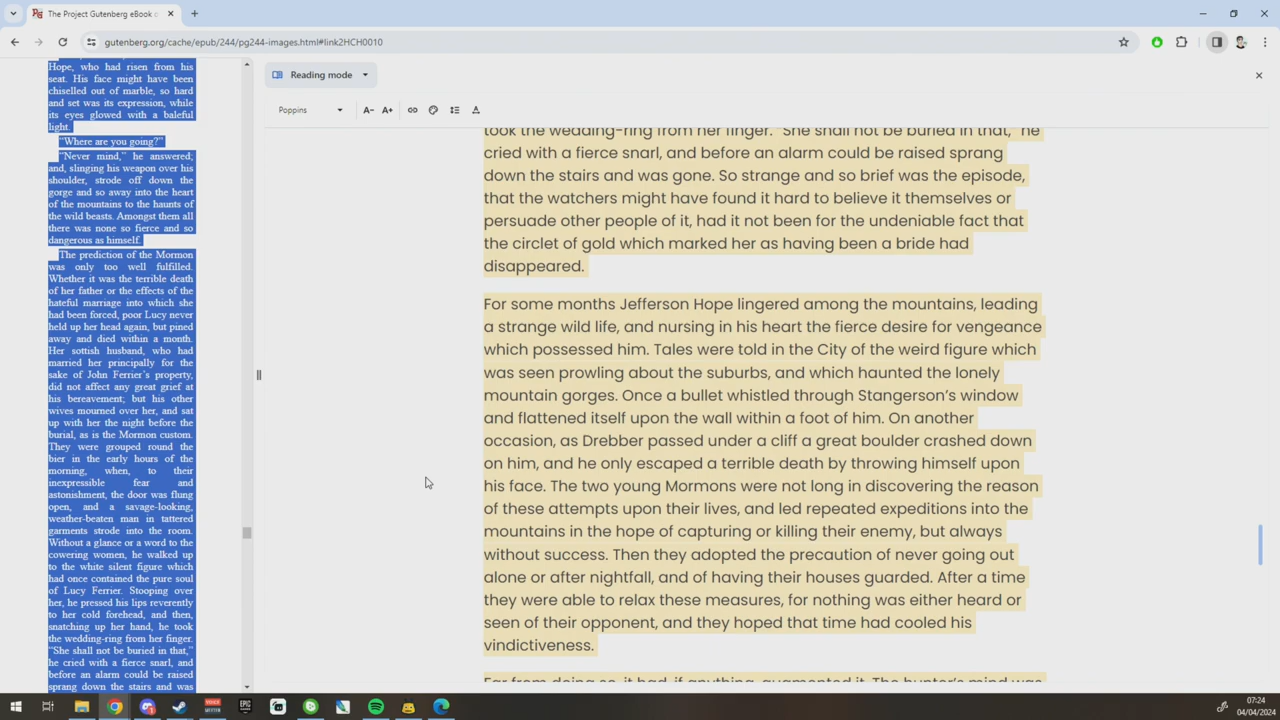 The Project Gutenberg eBook o
gutenberg.org/cache/epub/244/pg244-images.html#link2HCH0010
Hope, who had risen from his
seat. His face might have been
chiselled out of marble, so hard
and set was its expression, while
its eyes glowed with a baleful
light.
“Where are you going?”
“Never mind,” he answered;
and, slinging his weapon over his
shoulder, strode off down the
gorge and so away into the heart
of the mountains to the haunts of
the wild beasts. Amongst them all
there was none so fierce and so
dangerous as himself.
The prediction of the Mormon
was only too well fulfilled.
Whether it was the terrible death
of her father or the effects of the
hateful marriage into which she
had been forced, poor Lucy never
held up her head again, but pined
away and died within a month.
Her sottish husband, who had
married her principally for the
sake of John Ferrier’s property,
did not affect any great grief at
his bereavement; but his other
wives mourned over her, and sat
up with her the night before the
burial, as is the Mormon custom.
They were grouped round the
bier in the early hours of the
morning, when, to their
inexpressible fear and
astonishment, the door was flung
open, and a savage-looking,
weather-beaten man in tattered
garments strode into the room.
Without a glance or a word to the
cowering women, he walked up
to the white silent figure which
had once contained the pure soul
of Lucy Ferrier. Stooping over
her, he pressed his lips reverently
to her cold forehead, and then,
snatching up her hand, he took
the wedding-ring from her finger.
“She shall not be buried in that,”
he cried with a fierce snarl, and
before an alarm could be raised
sprang down the stairs and was
Reading mode
Poppins
A-
A+
took the wedding-ring from her finger. “She shall not be buried in that,” he
cried with a fierce snarl, and before an alarm could be raised sprang
down the stairs and was gone. So strange and so brief was the episode,
that the watchers might have found it hard to believe it themselves or
persuade other people of it, had it not been for the undeniable fact that
the circlet of gold which marked her as having been a bride had
disappeared.
For some months Jefferson Hope lingered among the mountains, leading
a strange wild life, and nursing in his heart the fierce desire for vengeance
which possessed him. Tales were told in the City of the weird figure which
was seen prowling about the suburbs, and which haunted the lonely
mountain gorges. Once a bullet whistled through Stangerson’s window
and flattened itself upon the wall within a foot of him. On another
occasion, as Drebber passed under a cliff a great boulder crashed down
on him, and he only escaped a terrible death by throwing himself upon
his face. The two young Mormons were not long in discovering the reason
of these attempts upon their lives, and led repeated expeditions into the
mountains in the hope of capturing or killing their enemy, but always
without success. Then they adopted the precaution of never going out
alone or after nightfall, and of having their houses guarded. After a time
they were able to relax these measures, for nothing was either heard or
seen of their opponent, and they hoped that time had cooled his
vindictiveness.
07:24
04/04/2024